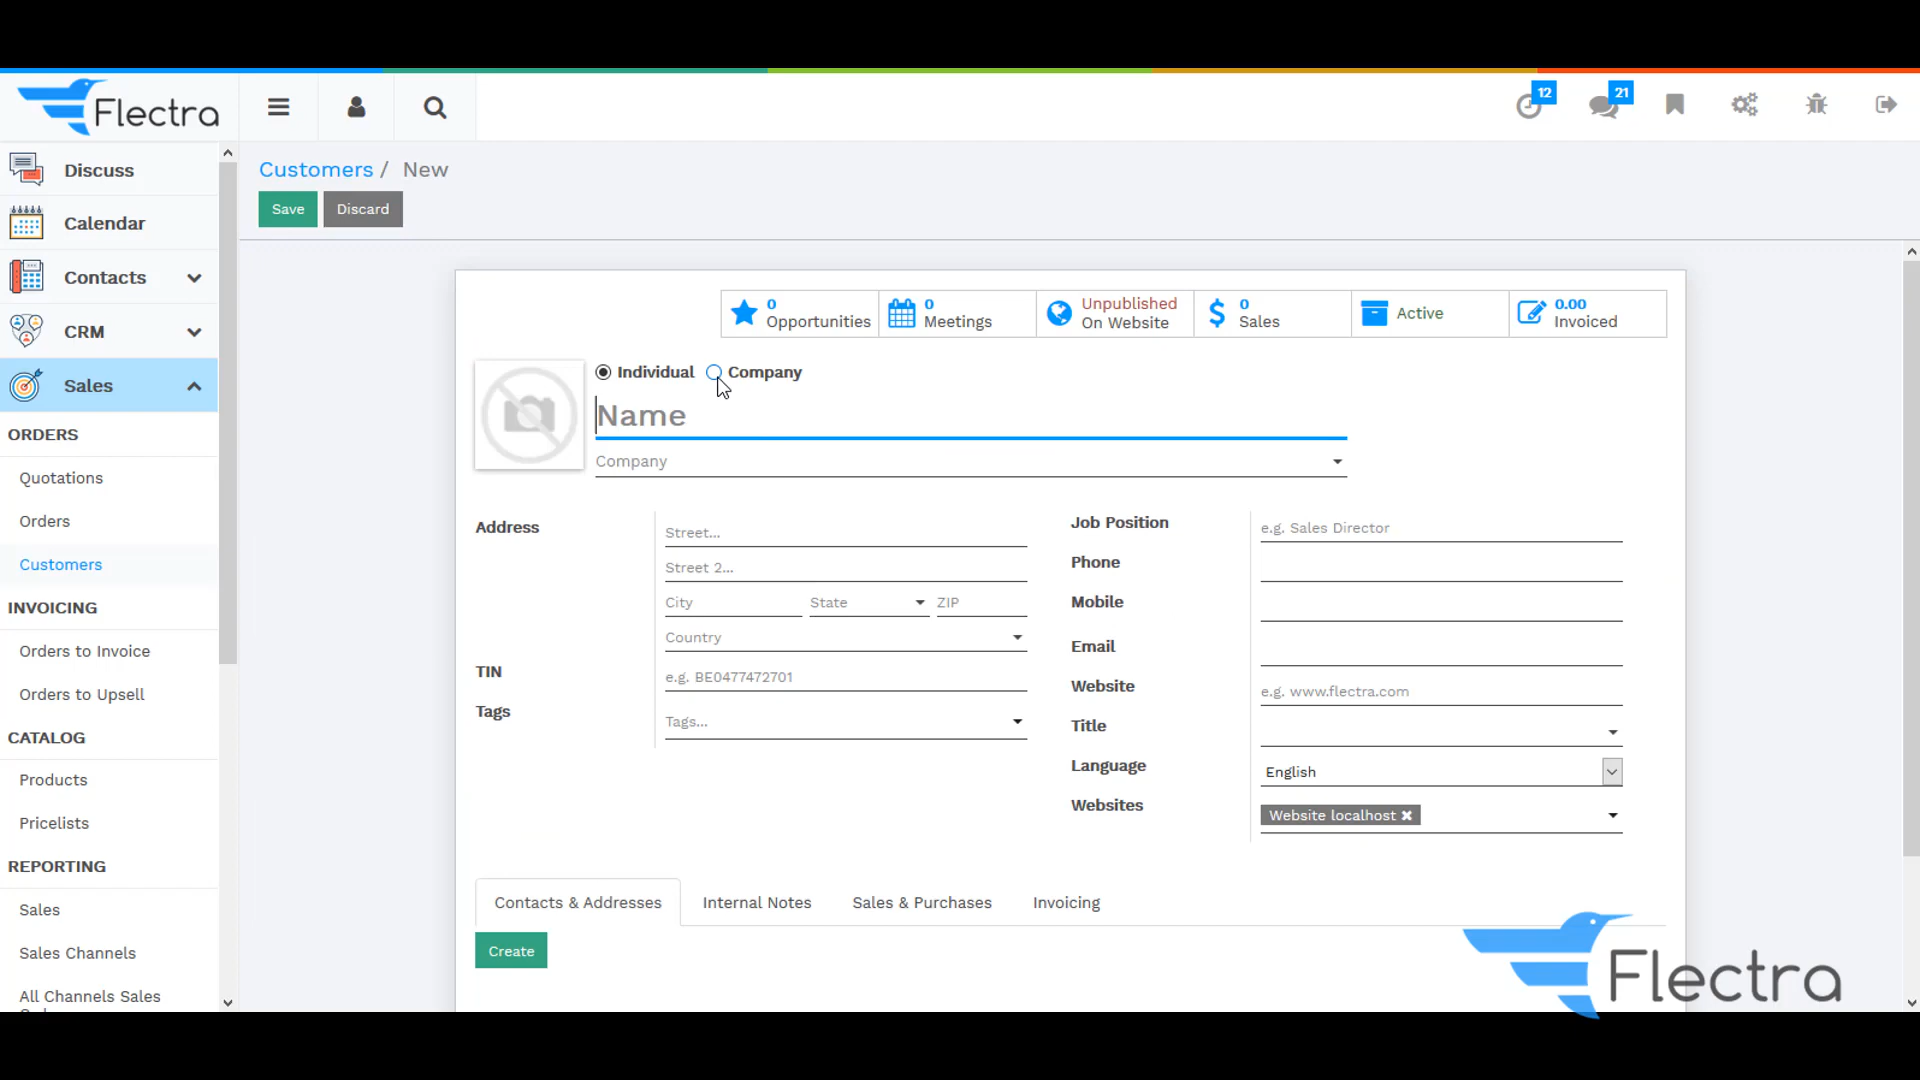 Flectra
12
21
Discuss
Calendar
Contacts
CRM
Sales
ORDERS
Quotations
Orders
Customers
INVOICING
Orders to Invoice
Orders to Upsell
CATALOG
Products
Pricelists
REPORTING
Sales
Sales Channels
All Channels Sales
Customers / New
Save
Discard
0
Opportunities
0
Meetings
Unpublished
On Website
0
Sales
Active
0.00
Invoiced
Individual
Company
Name
Company
Address
Street...
Street 2...
City
State
ZIP
Country
TIN
e.g. BE0477472701
Tags
Tags...
Job Position
e.g. Sales Director
Phone
Mobile
Email
Website
e.g. www.flectra.com
Title
Language
English
Websites
Website localhost
Contacts & Addresses
Internal Notes
Sales & Purchases
Invoicing
Create
Flectra